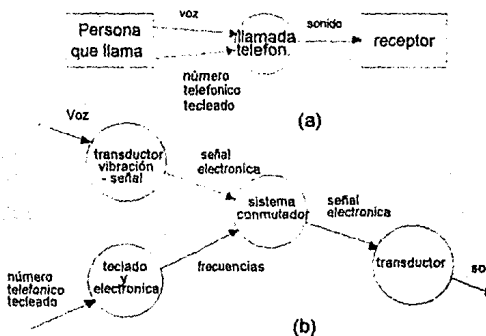 voz
sonido
Persona
que llama
llamada
telefon.
receptor
número
telefonico
tecleado
(a)
Voz
transductor
vibración
- señal
señal
electronica
sistema
conmutador
señal
electronica
teclado
y
electronica
frecuencias
transductor
número
telefonico
tecleado
so
(b)